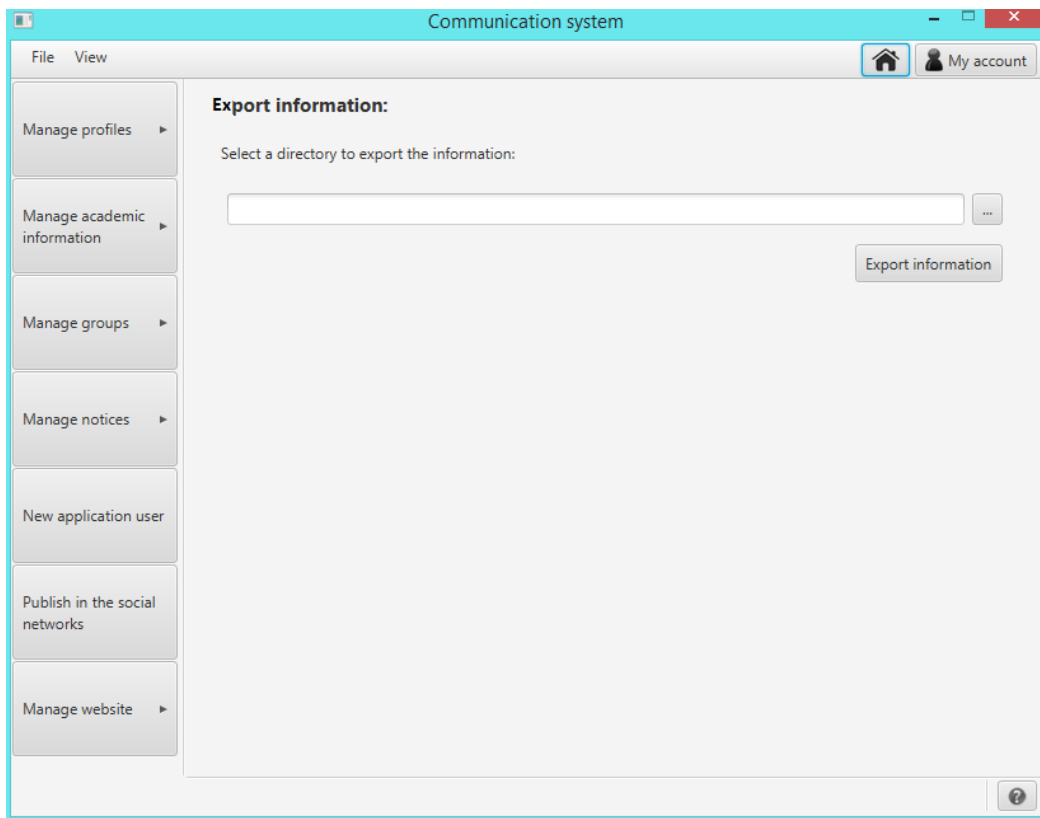 Communication system
File View
My account
Manage profiles
Manage academic
information
Manage groups
Manage notices
New application user
Publish in the social
networks
Manage website
Export information:
Select a directory to export the information:
...
Export information
?